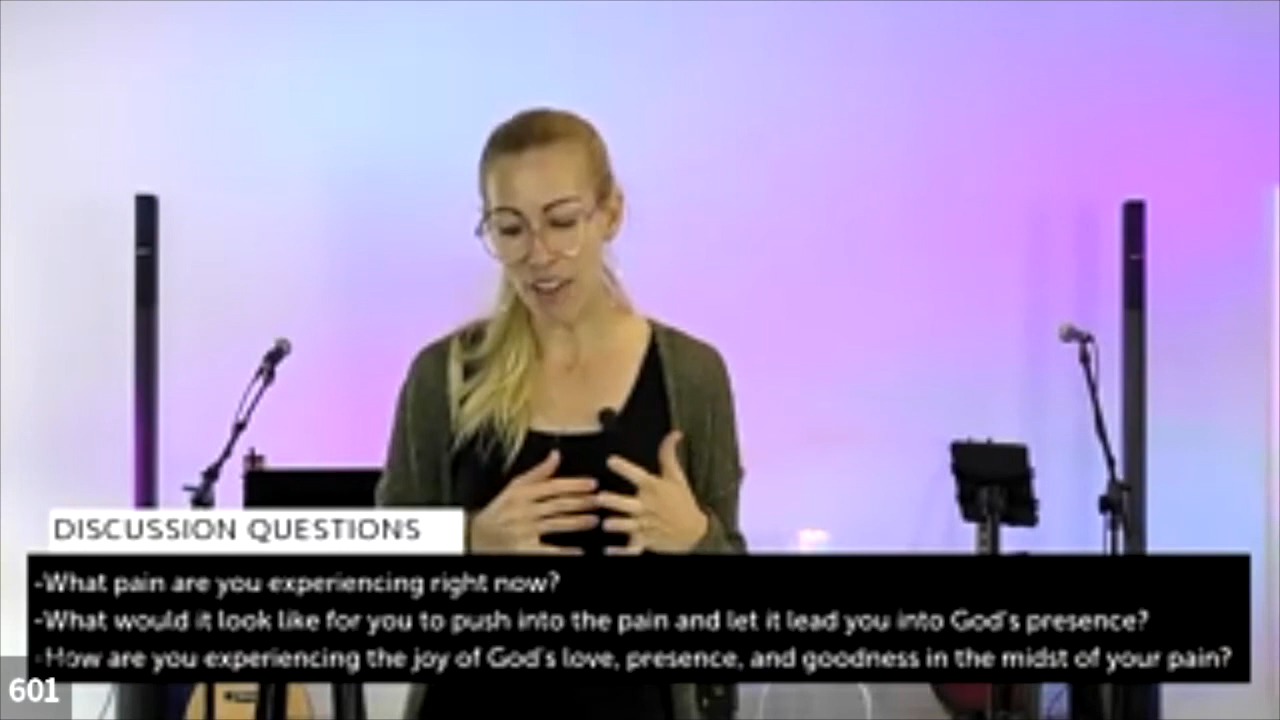 DISCUSSION QUESTIONS
-What pain are you experiencing right now?
-What would it look like for you to push into the pain and let it lead you into God's presence?
-How are you experiencing the joy of God's love, presence, and goodness in the midst of your pain?
601